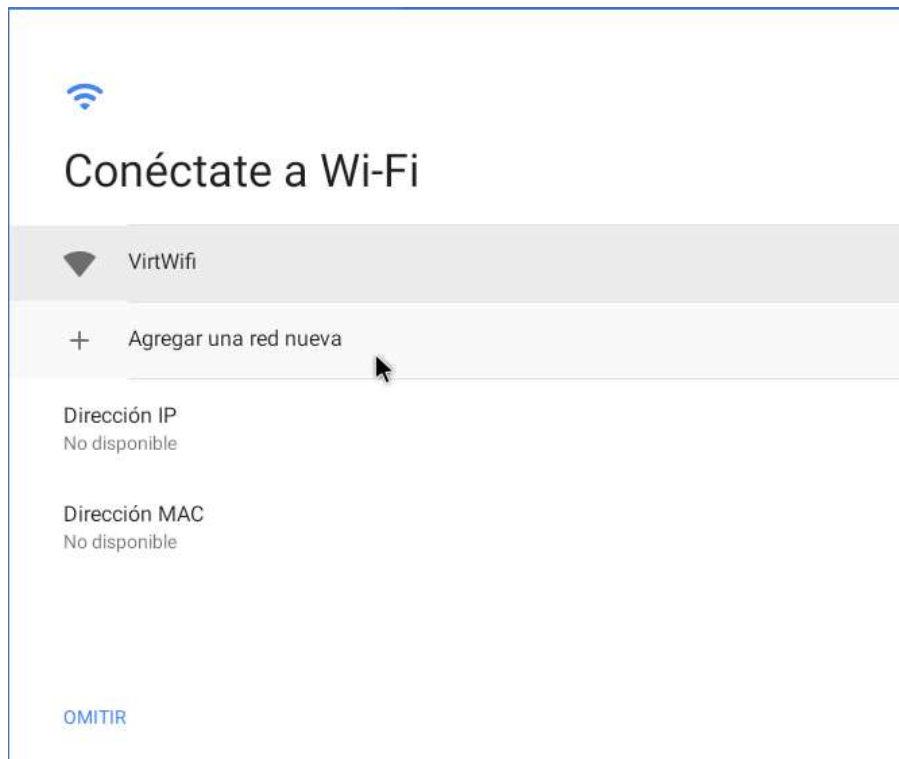 Conéctate a Wi-Fi
VirtWifi
Agregar una red nueva
Dirección IP
No disponible
Dirección MAC
No disponible
OMITIR